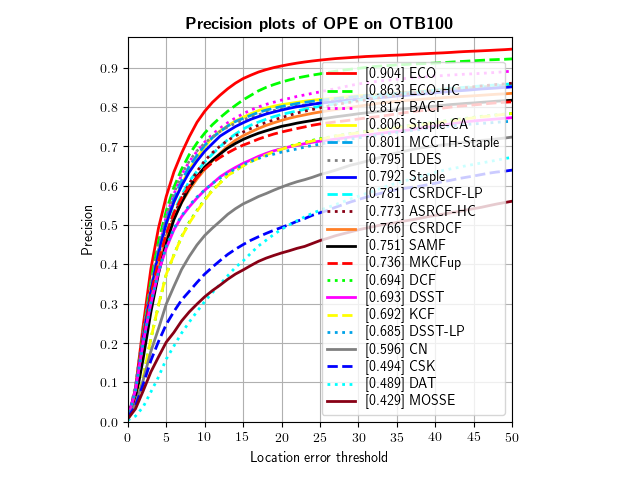 Precision plots of OPE on OTB100
0.9
0.8
0.7
0.6
0.5
0.4
0.3
0.2
0.1
0.0
Precision
[0.904] ECO
[0.863] ECO-HC
[0.817] BACF
[0.806] Staple-CA
[0.801] MCCTH-Staple
[0.795] LDES
[0.792] Staple
[0.781] CSRDCF-LP
[0.773] ASRCF-HC
[0.766] CSRDCF
[0.751] SAMF
[0.736] MKCFup
[0.694] DCF
[0.693] DSST
[0.692] KCF
[0.685] DSST-LP
[0.596] CN
[0.494] CSK
[0.489] DAT
[0.429] MOSSE
0 5 10 15 20 25 30 35 40 45 50
Location error threshold